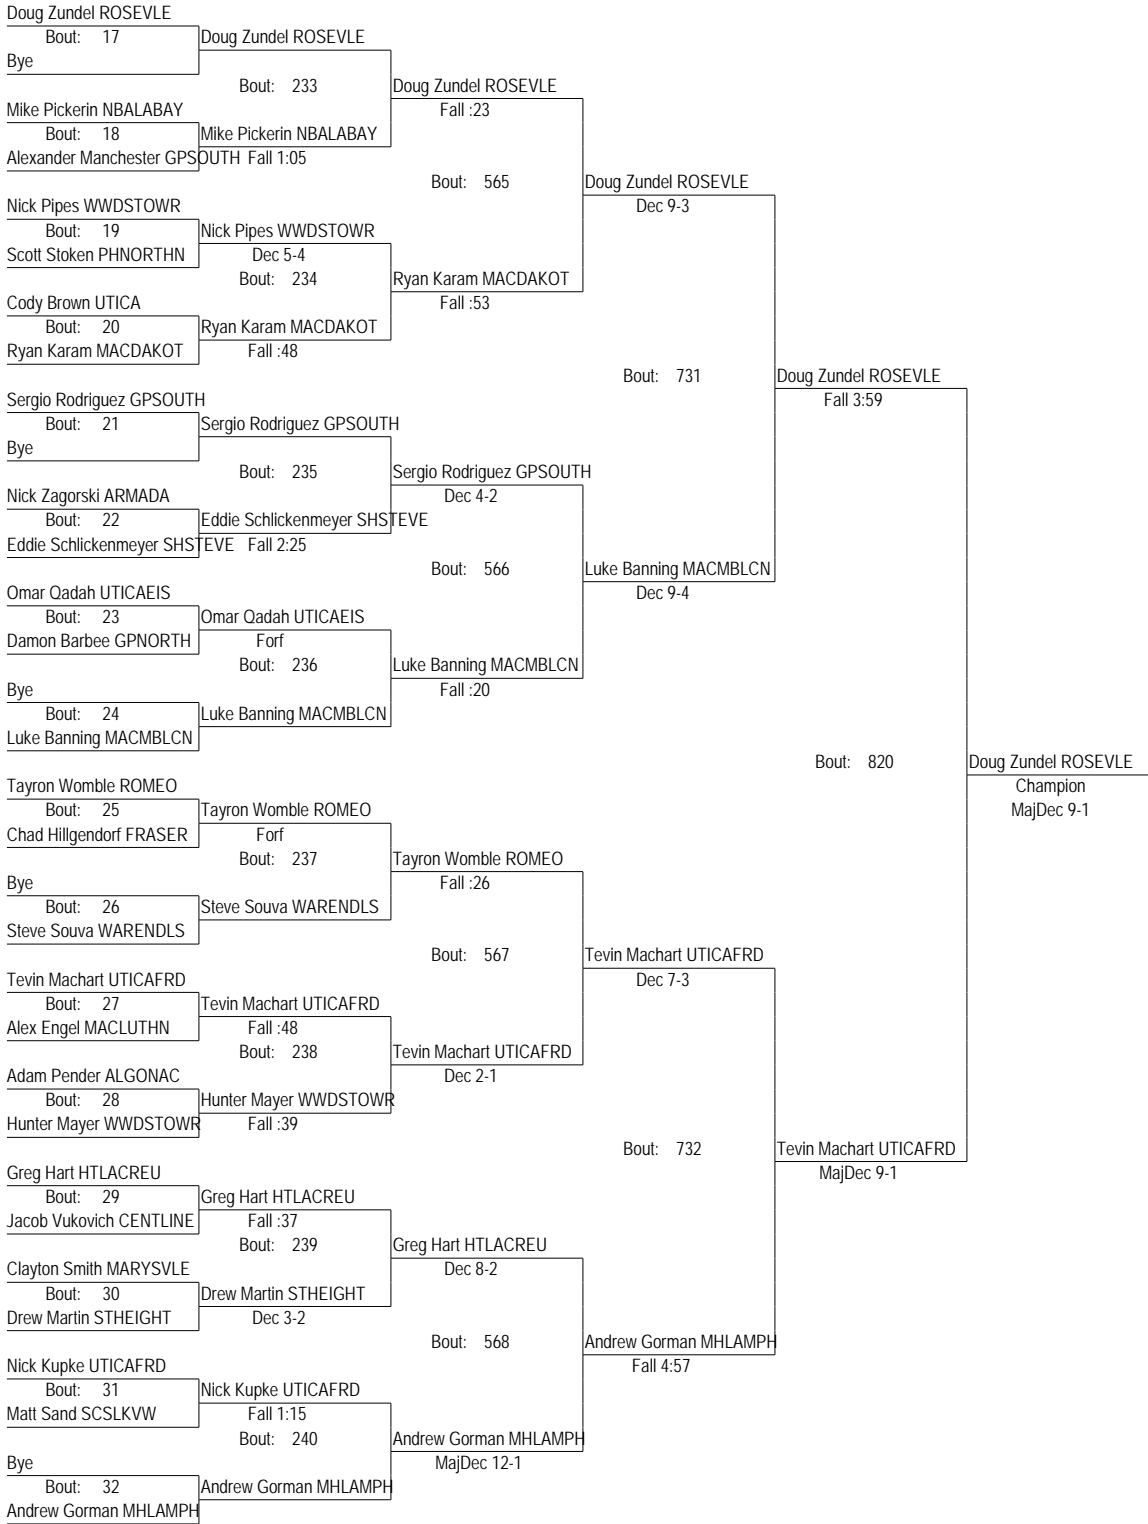 Doug Zundel ROSEVLE
Bout: 17
Doug Zundel ROSEVLE
Bye
Bout: 233
Doug Zundel ROSEVLE
Fall :23
Mike Pickerin NBALABAY
Bout: 18
Mike Pickerin NBALABAY
Alexander Manchester GPSOUTH
Fall 1:05
Bout: 565
Doug Zundel ROSEVLE
Dec 9-3
Nick Pipes WWDSTOWR
Bout: 19
Nick Pipes WWDSTOWR
Scott Stoken PHNORTHN
Dec 5-4
Bout: 234
Ryan Karam MACDAKOT
Fall :53
Cody Brown UTICA
Bout: 20
Ryan Karam MACDAKOT
Ryan Karam MACDAKOT
Fall :48
Bout: 731
Doug Zundel ROSEVLE
Fall 3:59
Sergio Rodriguez GPSOUTH
Bout: 21
Sergio Rodriguez GPSOUTH
Bye
Bout: 235
Sergio Rodriguez GPSOUTH
Dec 4-2
Nick Zagorski ARMADA
Bout: 22
Eddie Schlickenmeyer SHSTEVE
Eddie Schlickenmeyer SHSTEVE
Fall 2:25
Bout: 566
Luke Banning MACMBLCN
Dec 9-4
Omar Qadah UTICAEIS
Bout: 23
Omar Qadah UTICAEIS
Damon Barbee GPNORTH
Forf
Bout: 236
Luke Banning MACMBLCN
Fall :20
Bye
Bout: 24
Luke Banning MACMBLCN
Luke Banning MACMBLCN
Bout: 820
Doug Zundel ROSEVLE
Champion
MajDec 9-1
Tayron Womble ROMEO
Bout: 25
Tayron Womble ROMEO
Chad Hillgendorf FRASER
Forf
Bout: 237
Tayron Womble ROMEO
Fall :26
Bye
Bout: 26
Steve Souva WARENDLS
Steve Souva WARENDLS
Bout: 567
Tevin Machart UTICAFRD
Dec 7-3
Tevin Machart UTICAFRD
Bout: 27
Tevin Machart UTICAFRD
Alex Engel MACLUTHN
Fall :48
Bout: 238
Tevin Machart UTICAFRD
Dec 2-1
Adam Pender ALGONAC
Bout: 28
Hunter Mayer WWDSTOWR
Hunter Mayer WWDSTOWR
Fall :39
Bout: 732
Tevin Machart UTICAFRD
MajDec 9-1
Greg Hart HTLACREU
Bout: 29
Greg Hart HTLACREU
Jacob Vukovich CENTLINE
Fall :37
Bout: 239
Greg Hart HTLACREU
Dec 8-2
Clayton Smith MARYSVLE
Bout: 30
Drew Martin STHEIGHT
Drew Martin STHEIGHT
Dec 3-2
Bout: 568
Andrew Gorman MHLAMPH
Fall 4:57
Nick Kupke UTICAFRD
Bout: 31
Nick Kupke UTICAFRD
Matt Sand SCSLKVW
Fall 1:15
Bout: 240
Andrew Gorman MHLAMPH
MajDec 12-1
Bye
Bout: 32
Andrew Gorman MHLAMPH
Andrew Gorman MHLAMPH